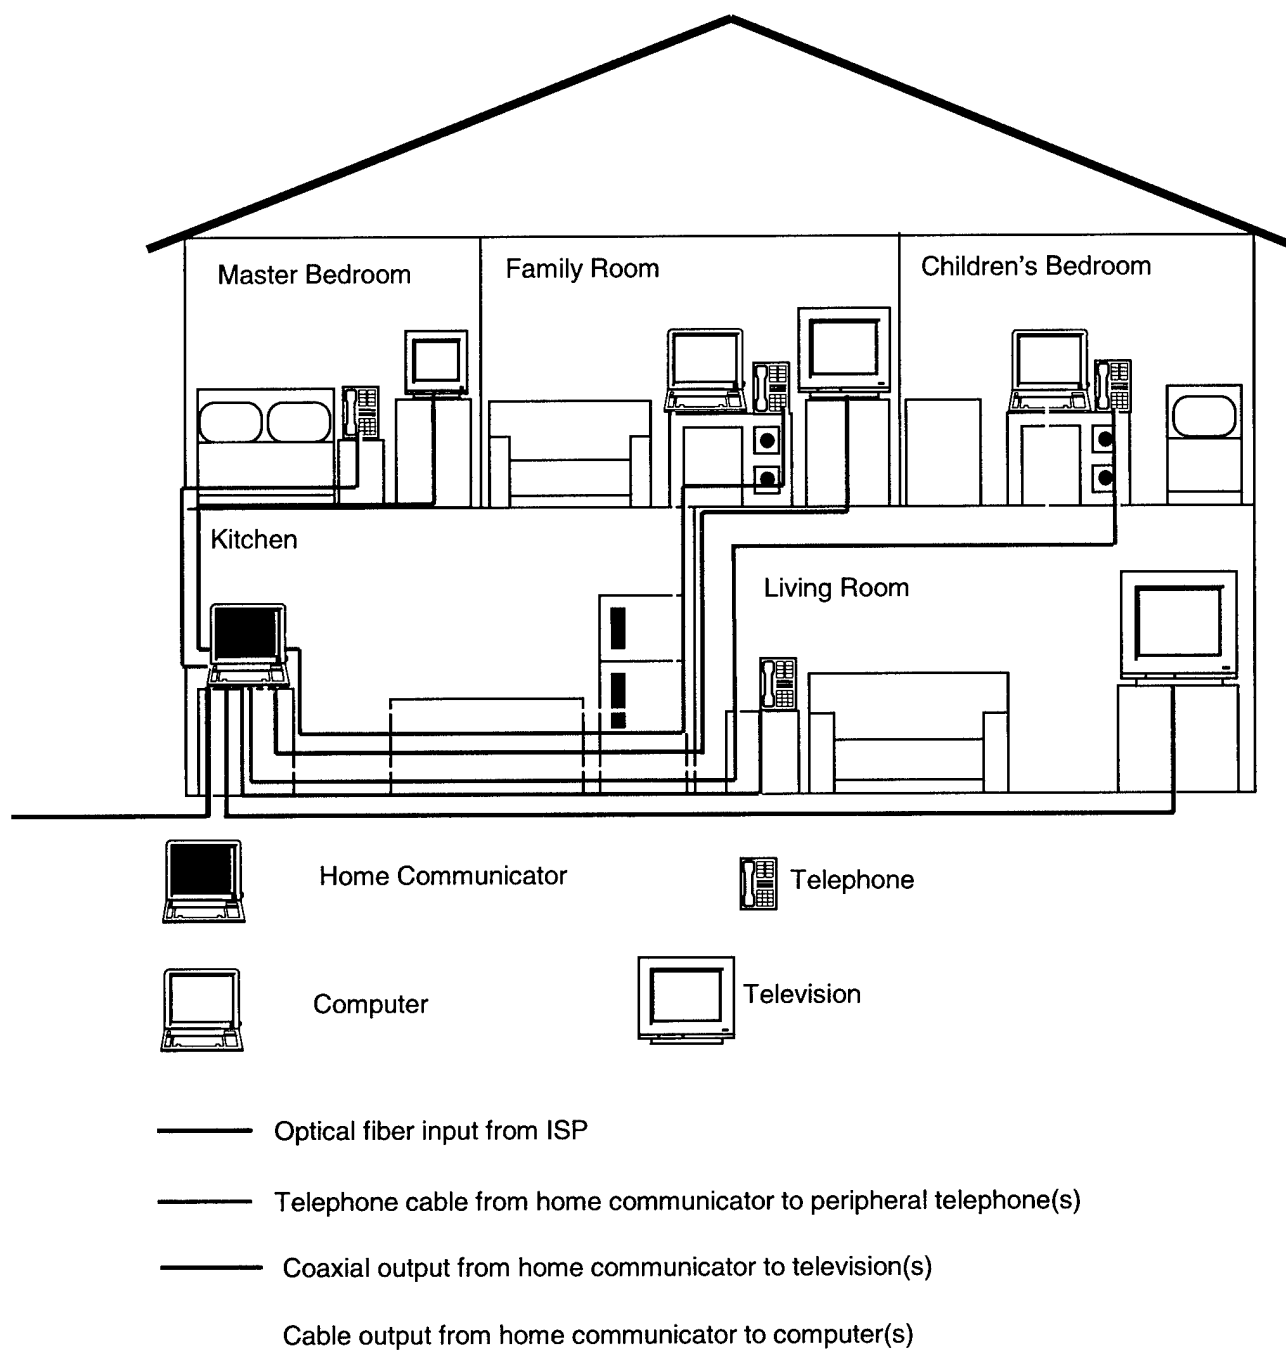 Master Bedroom
Family Room
Children's Bedroom
Kitchen
Living Room
Home Communicator
Telephone
Computer
Television
Optical fiber input from ISP
Telephone cable from home communicator to peripheral telephone(s)
Coaxial output from home communicator to television(s)
Cable output from home communicator to computer(s)